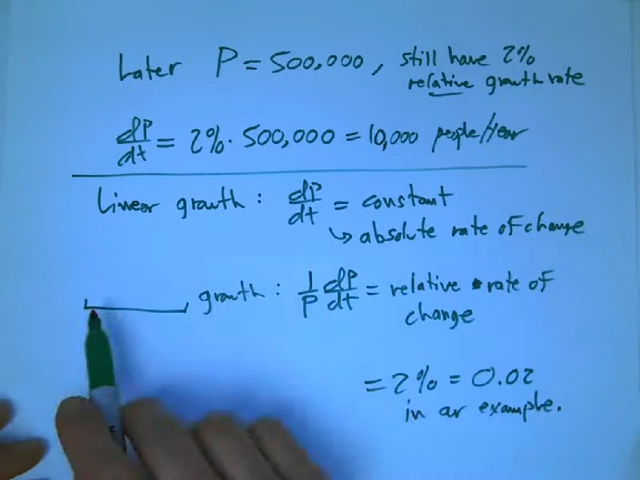 Later P = 500,000, still have 2%
relative growth rate
dP/dt = 2% · 500,000 = 10,000 people/year
Linear growth: dP/dt = constant
↳ absolute rate of change
____ growth: 1/P dP/dt = relative rate of
change
= 2% = 0.02
in ar example.